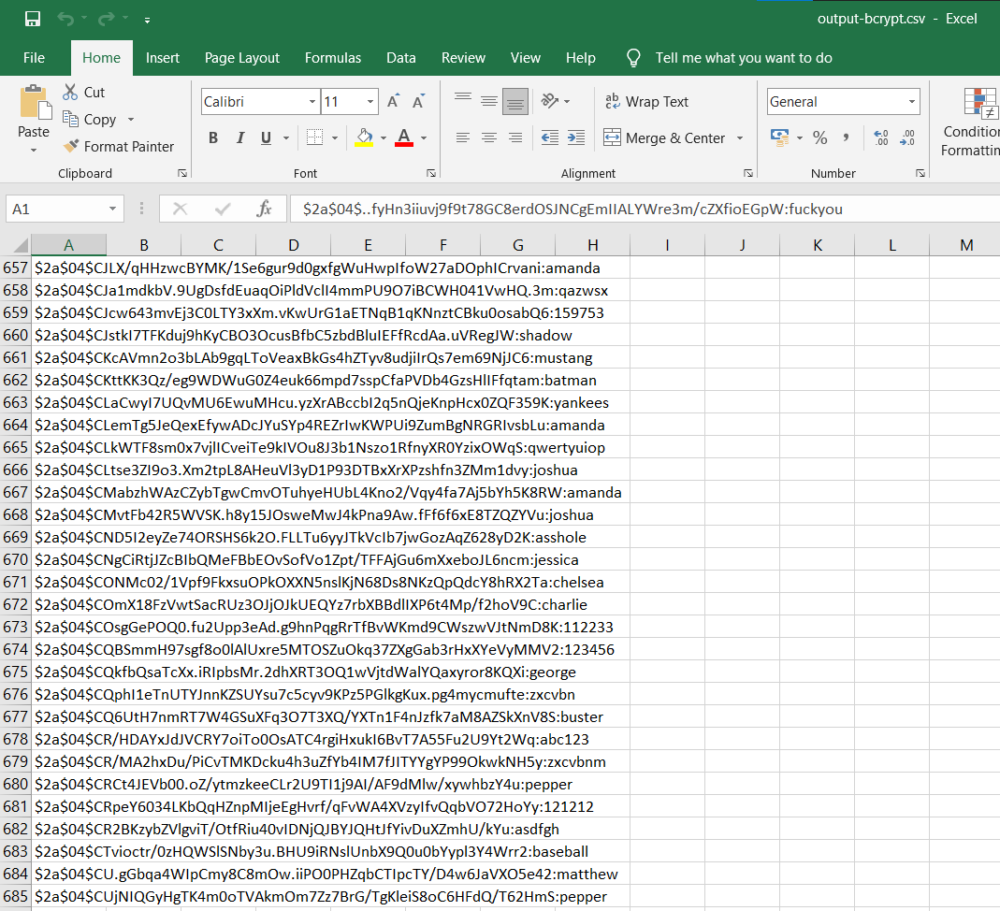 output-bcrypt.csv - Excel
File Home Insert Page Layout Formulas Data Review View Help Tell me what you want to do
Paste
Cut
Copy
Format Painter
Clipboard
Calibri 11
B I U
Font
Wrap Text
Merge & Center
Alignment
General
Number
A1
$2a$04$..fyHn3iiuvj9f9t78GC8erdOSJNCgEmIIALYWre3m/cZXfioEGpW:fuckyou
A B C D E F G H I J K L M
657 $2a$04$CJLX/qHHzwcBYMK/1Se6gur9d0gxfgWuHwpIfoW27aDOphICrvani:amanda
658 $2a$04$CJa1mdkbV.9UgDsfdEuaqOiPldVclI4mmPU9O7iBCWH041VwHQ.3m:qazwsx
659 $2a$04$CJcw643mvEj3C0LTY3xXm.vKwUrG1aETNqB1qKNnztCBku0osabQ6:159753
660 $2a$04$CJstkI7TFKduj9hKyCBO3OcusBfbC5zbdBluIEFfRcdAa.uVRegJW:shadow
661 $2a$04$CKcAVmn2o3bLAb9gqLToVeaxBkGs4hZTyv8udjiIrQs7em69NjJC6:mustang
662 $2a$04$CKttKK3Qz/eg9WDWuG0Z4euk66mpd7sspCfaPVDb4GzsHlIFfqtam:batman
663 $2a$04$CLaCwyI7UQvMU6EwuMHcu.yzXrABccbI2q5nQjeKnpHcx0ZQF359K:yankees
664 $2a$04$CLemTg5JeQexEfywADcJYuSYp4REZrIwKWPUi9ZumBgNRGRIvsbLu:amanda
665 $2a$04$CLkWTF8sm0x7vjlICveiTe9kIVOu8J3b1Nszo1RfnyXR0YzixOWqS:qwertyuiop
666 $2a$04$CLtse3ZI9o3.Xm2tpL8AHeuVl3yD1P93DTBxXrXPzshfn3ZMm1dvy:joshua
667 $2a$04$CMabzhWAzCZybTgwCmvOTuhyeHUbL4Kno2/Vqy4fa7Aj5bYh5K8RW:amanda
668 $2a$04$CMvtFb42R5WVSK.h8y15JOsweMwJ4kPna9Aw.fFf6f6xE8TZQZYVu:joshua
669 $2a$04$CND5I2eyZe74ORSHS6k2O.FLLTu6yyJTkVcIb7jwGozAqZ628yD2K:asshole
670 $2a$04$CNgCiRtjJZcBIbQMeFBbEOvSofVo1Zpt/TFFAjGu6mXxeboJL6ncm:jessica
671 $2a$04$CONMc02/1Vpf9FkxsuOPkOXXN5nslKjN68Ds8NKzQpQdcY8hRX2Ta:chelsea
672 $2a$04$COmX18FzVwtSacRUz3OJjOJkUEQYz7rbXBBdlIXP6t4Mp/f2hoV9C:charlie
673 $2a$04$COsgGePOQ0.fu2Upp3eAd.g9hnPqgRrTfBvWKmd9CWszwVJtNmD8K:112233
674 $2a$04$CQBSmmH97sgf8o0lAlUxre5MTOSZuOkq37ZXgGab3rHxXYeVyMMV2:123456
675 $2a$04$CQkfbQsaTcXx.iRIpbsMr.2dhXRT3OQ1wVjtdWalYQaxyror8KQXi:george
676 $2a$04$CQphI1eTnUTYJnnKZSUYsu7c5cyv9KPz5PGlkgKux.pg4mycmufte:zxcvbn
677 $2a$04$CQ6UtH7nmRT7W4GSuXFq3O7T3XQ/YXTn1F4nJzfk7aM8AZSkXnV8S:buster
678 $2a$04$CR/HDAYxJdJVCRY7oiTo0OsATC4rgiHxukI6BvT7A55Fu2U9Yt2Wq:abc123
679 $2a$04$CR/MA2hxDu/PiCvTMKDcku4h3uZfYb4IM7fJITYYgYP99OkwkNH5y:zxcvbnm
680 $2a$04$CRCt4JEVb00.oZ/ytmzkeeCLr2U9TI1j9AI/AF9dMlw/xywhbzY4u:pepper
681 $2a$04$CRpeY6034LKbQqHZnpMIjeEgHvrf/qFvWA4XVzyIfvQqbVO72HoYy:121212
682 $2a$04$CR2BKzybZVlgviT/OtfRiu40vIDNjQJBYJQHtJfYivDuXZmhU/kYu:asdfgh
683 $2a$04$CTvioctr/0zHQWSlSNby3u.BHU9iRNslUnbX9Q0u0bYypl3Y4Wrr2:baseball
684 $2a$04$CU.gGbqa4WIpCmy8C8mOw.iiPO0PHZqbCTIpcTY/D4w6JaVXO5e42:matthew
685 $2a$04$CUjNIQGyHgTK4m0oTVAkmOm7Zz7BrG/TgKleiS8oC6HFdQ/T62HmS:pepper